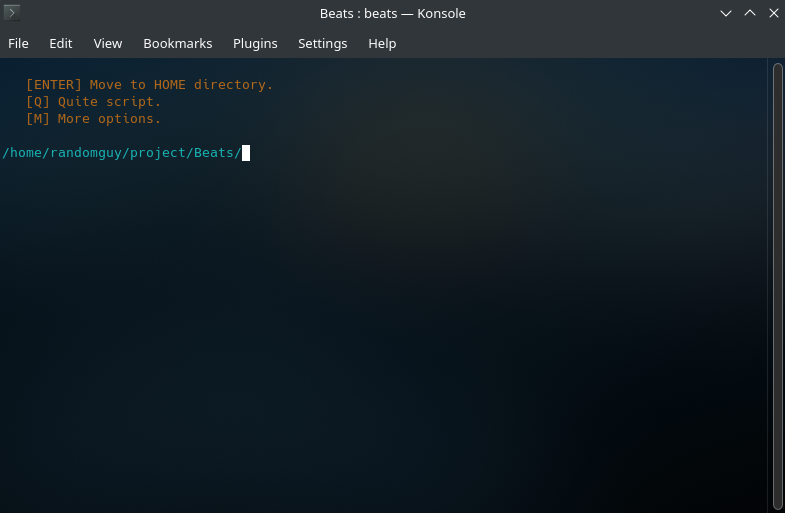 Beats : beats — Konsole
File Edit View Bookmarks Plugins Settings Help
[ENTER] Move to HOME directory.
[Q] Quite script.
[M] More options.
/home/randomguy/project/Beats/